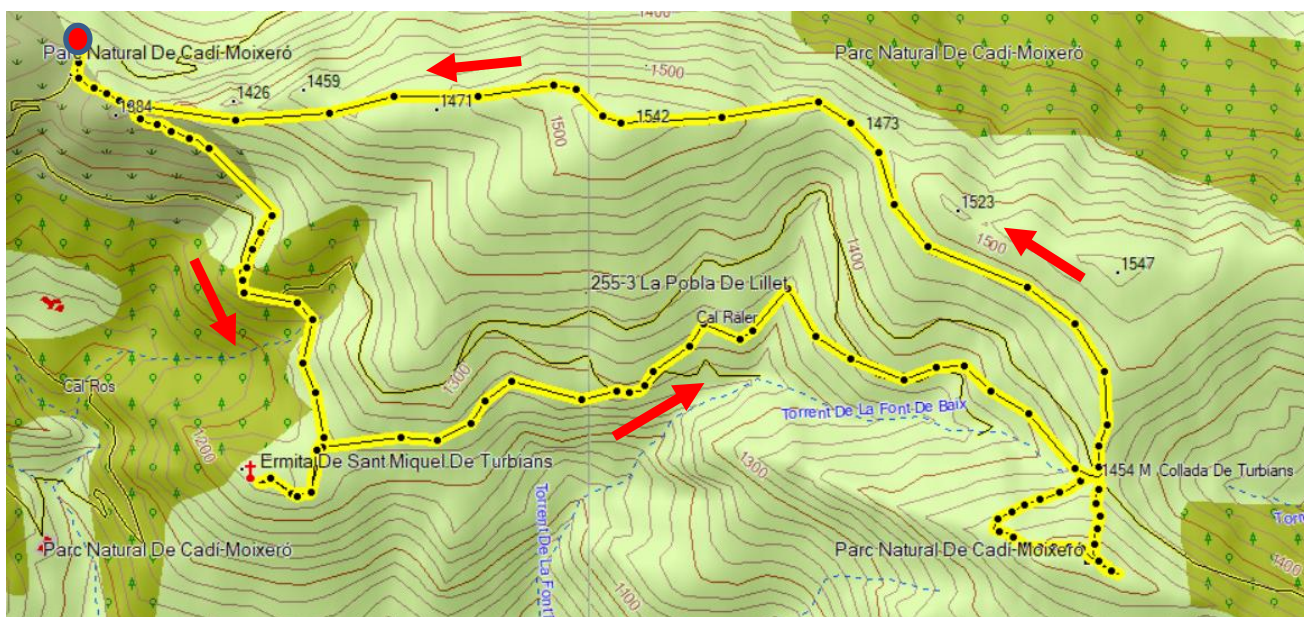 1400
Parc Natural De Cadí-Moixeró
Parc Natural De Cadí-Moixeró
1500
1459
1426
1471
1384
1542
1473
1500
1523
1400
1500
1547
255-3 La Pobla De Lillet
Cal Ráler
1300
Cal Ros
Torrent De La Font De Baix
1200
Ermita De Sant Miquel De Turbians
1300
1454 M Collada De Turbians
Torrent De La Font
Parc Natural De Cadí-Moixeró
Parc Natural De Cadí-Moixeró
1400
1100